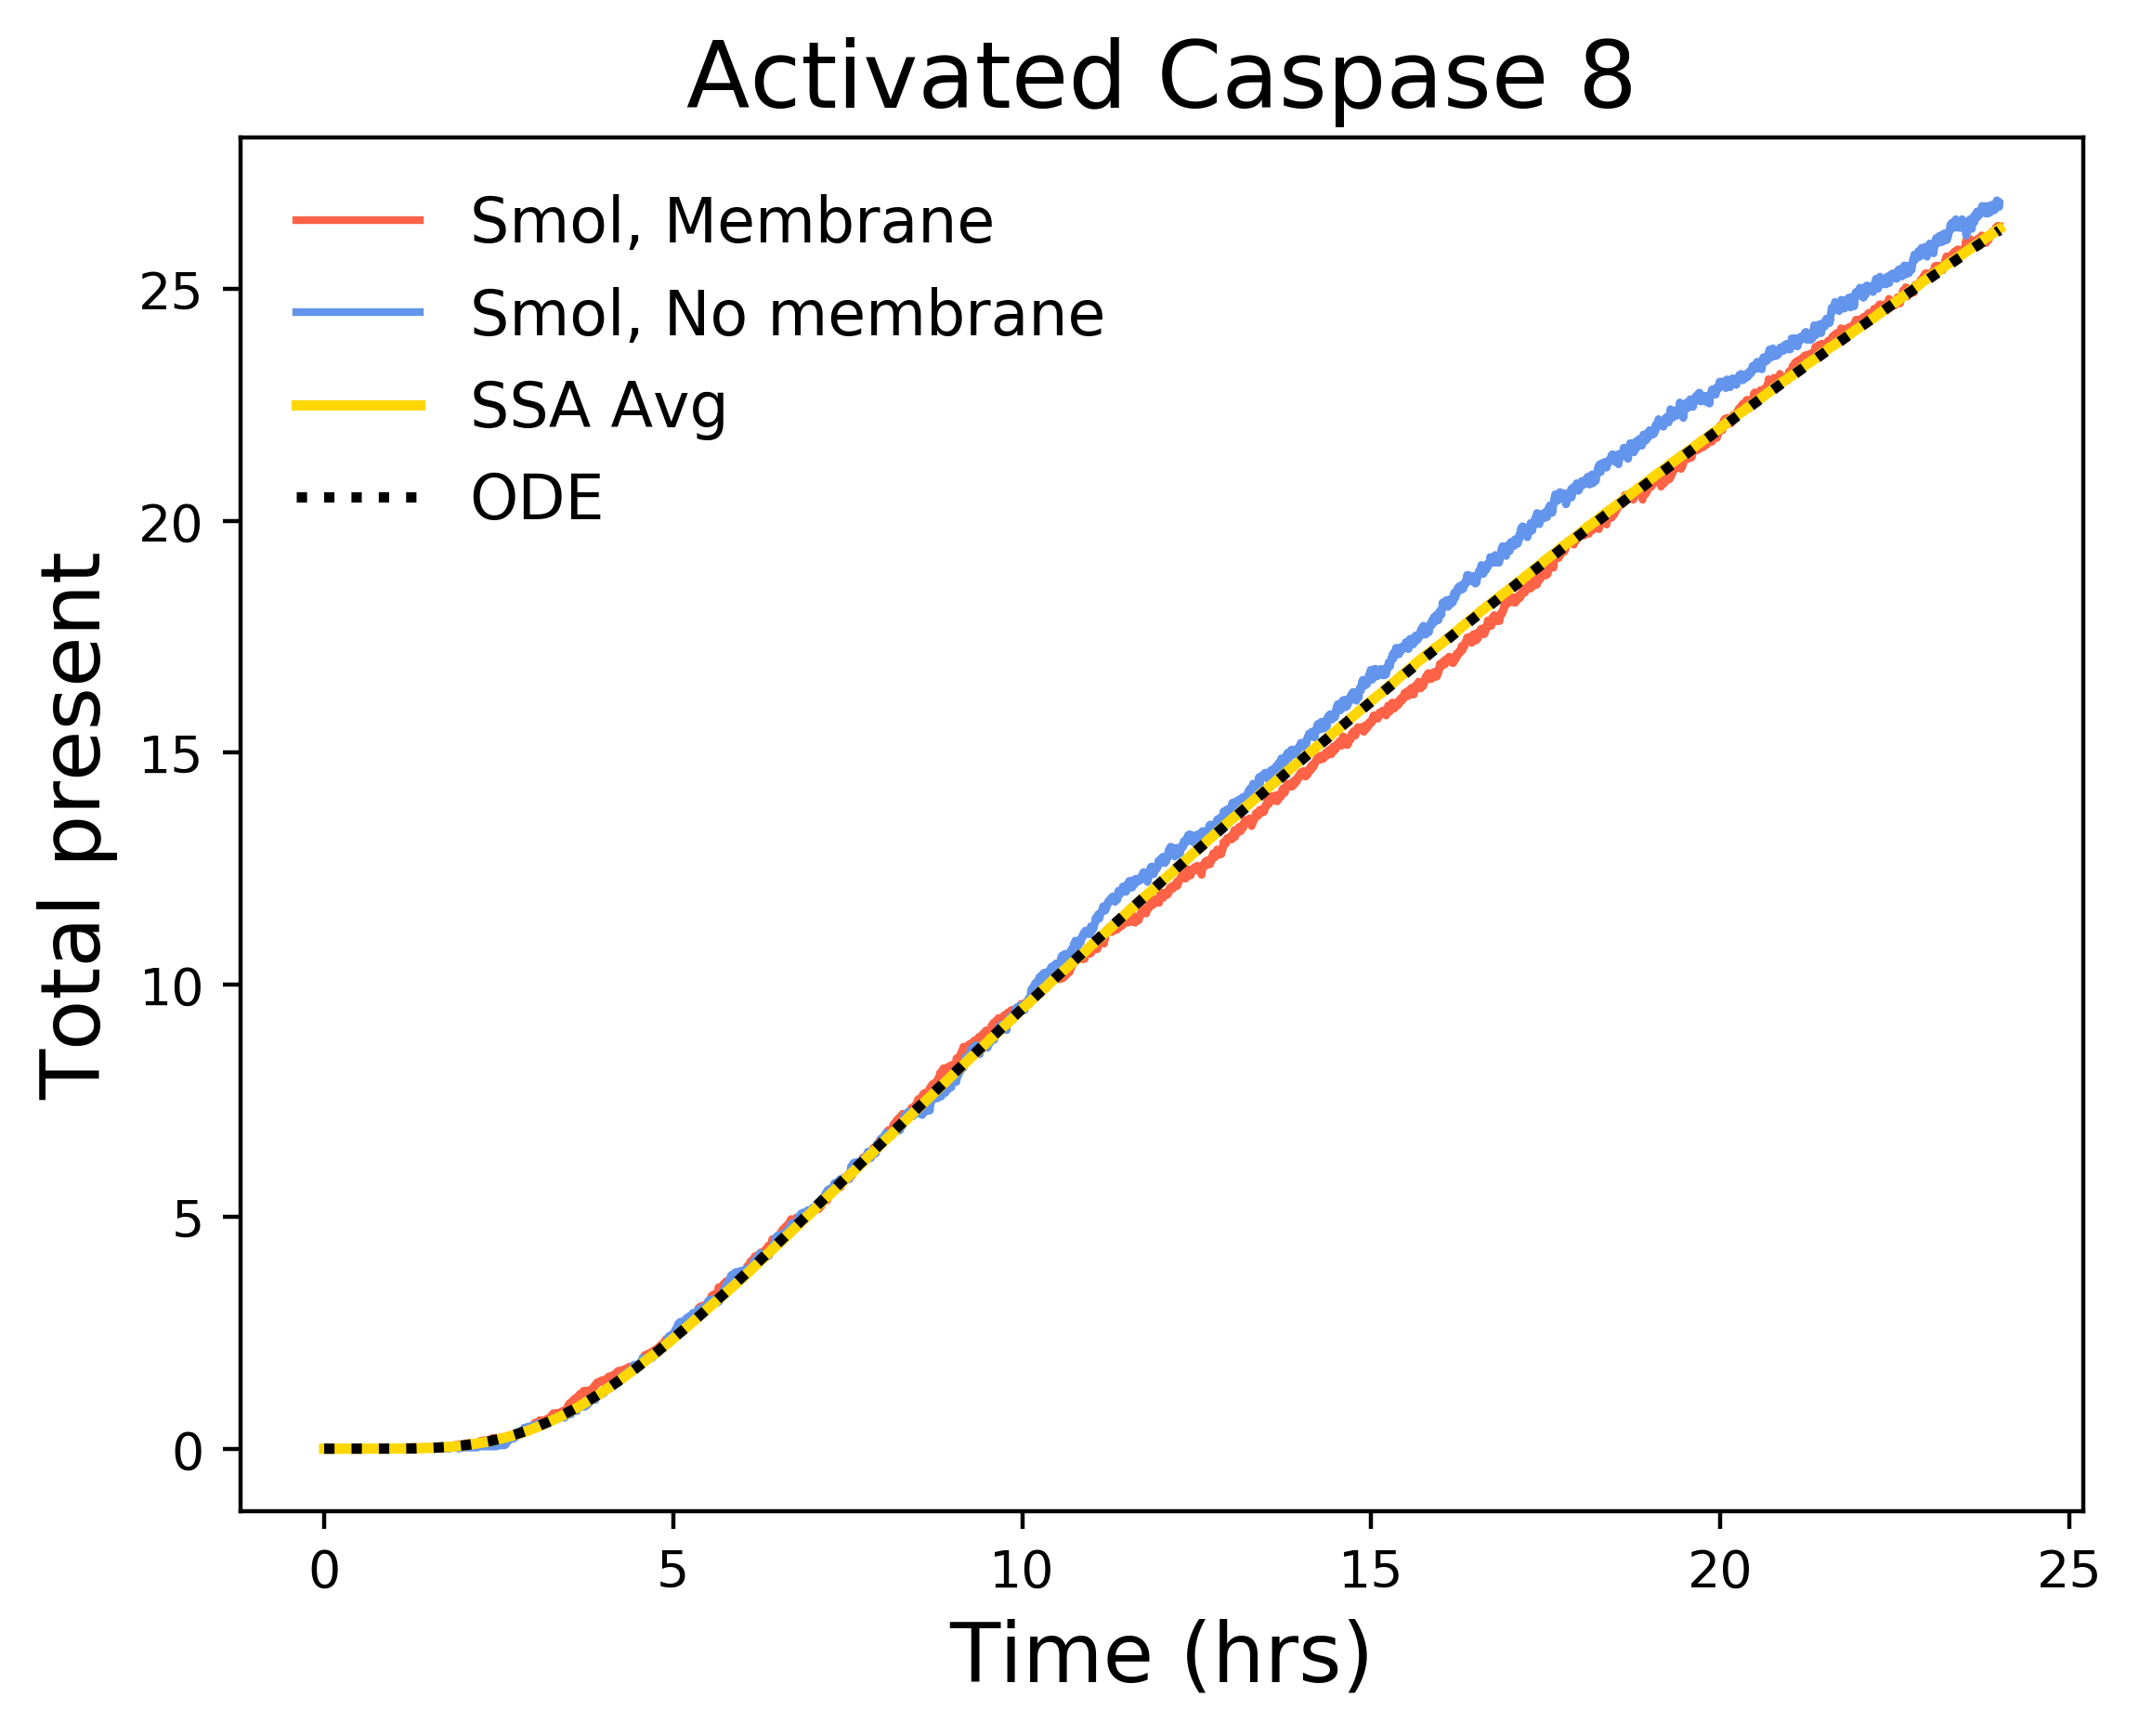 Activated Caspase 8
Smol, Membrane
Smol, No membrane
SSA Avg
ODE
Total present
25
20
15
10
5
0
0 5 10 15 20 25
Time (hrs)